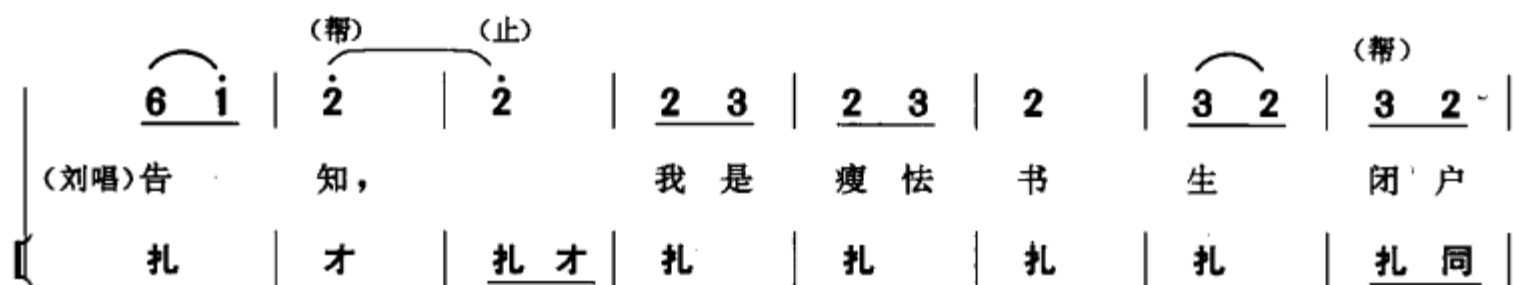 （帮） （止） （帮）
6 1̇ | 2̇ | 2̇ | 2 3 | 2 3 | 2 | 3 2 | 3 2 |
（刘唱）告 知， 我 是 瘦 怯 书 生 闭 户
扎 | 才 | 扎 才 | 扎 | 扎 | 扎 | 扎 | 扎 同 |